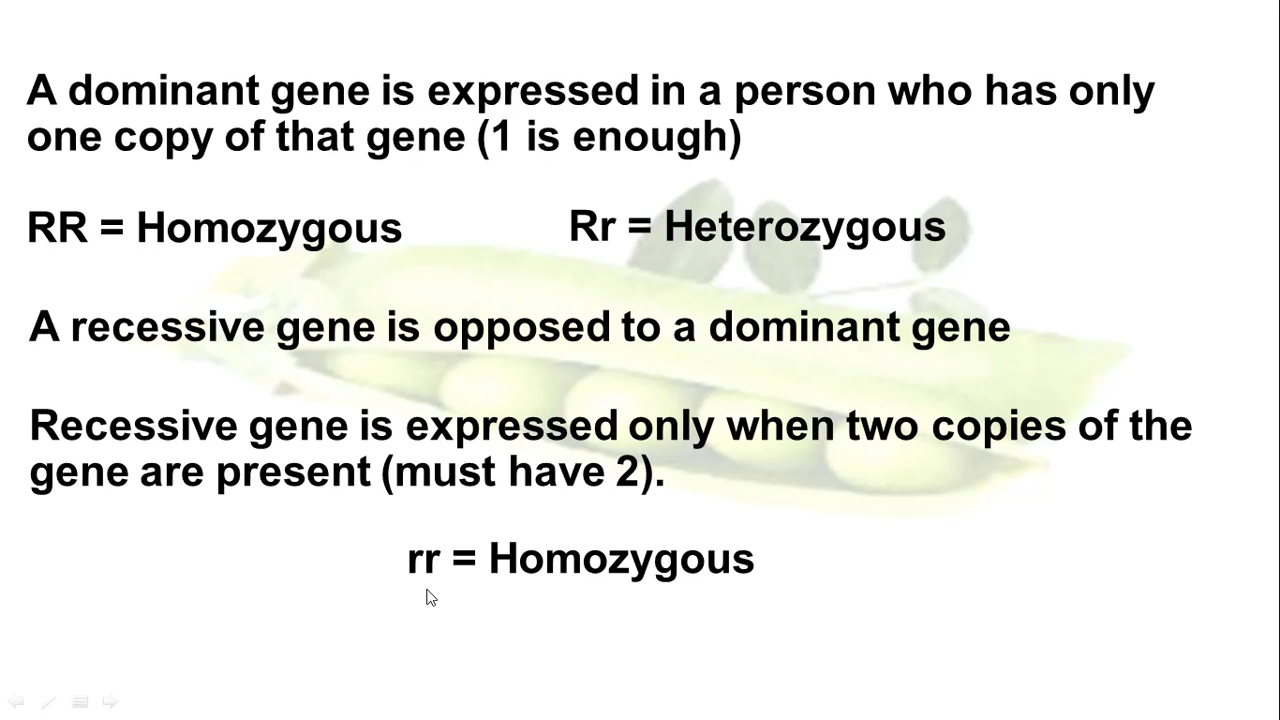 A dominant gene is expressed in a person who has only
one copy of that gene (1 is enough)
RR = Homozygous
Rr = Heterozygous
A recessive gene is opposed to a dominant gene
Recessive gene is expressed only when two copies of the
gene are present (must have 2).
rr = Homozygous